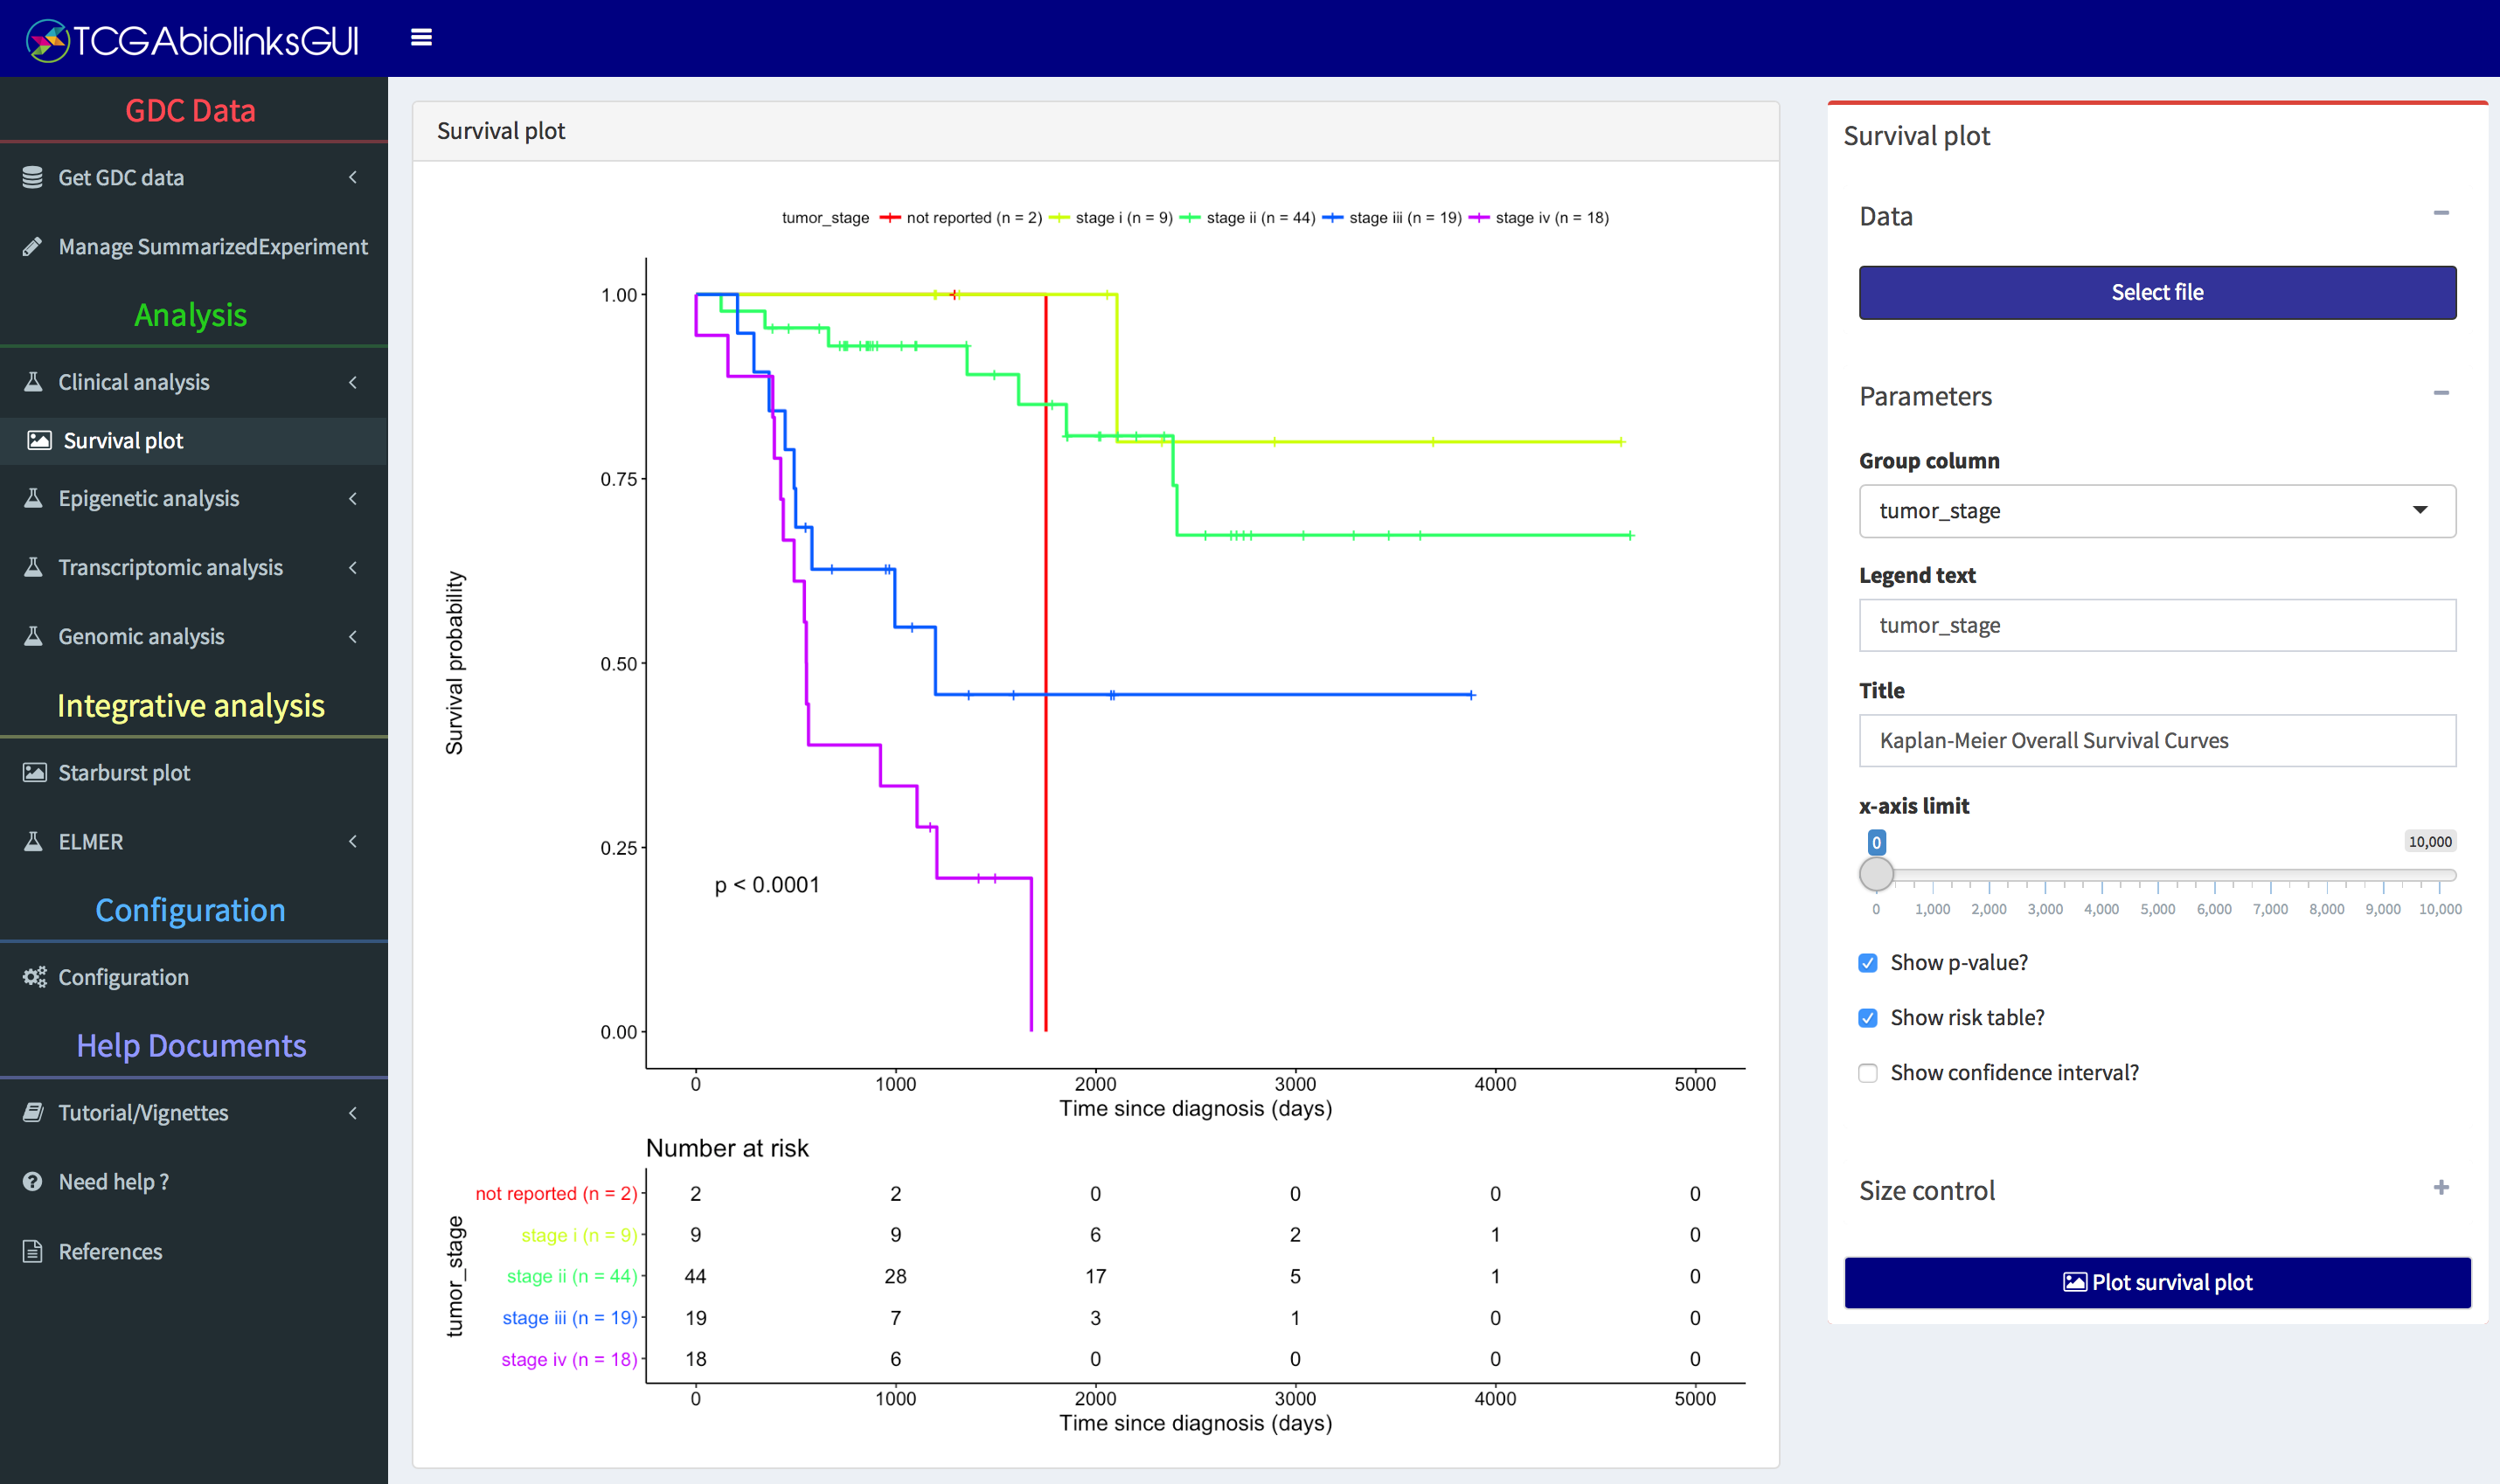 TCGAbiolinksGUI
GDC Data
Get GDC data
Manage SummarizedExperiment
Analysis
Clinical analysis
Survival plot
Epigenetic analysis
Transcriptomic analysis
Genomic analysis
Integrative analysis
Starburst plot
ELMER
Configuration
Configuration
Help Documents
Tutorial/Vignettes
Need help ?
References
Survival plot
tumor_stage not reported (n = 2) stage i (n = 9) stage ii (n = 44) stage iii (n = 19) stage iv (n = 18)
Survival probability
1.00
0.75
0.50
0.25
0.00
p < 0.0001
0 1000 2000 3000 4000 5000
Time since diagnosis (days)
Number at risk
tumor_stage
not reported (n = 2) 2 2 0 0 0 0
stage i (n = 9) 9 9 6 2 1 0
stage ii (n = 44) 44 28 17 5 1 0
stage iii (n = 19) 19 7 3 1 0 0
stage iv (n = 18) 18 6 0 0 0 0
0 1000 2000 3000 4000 5000
Time since diagnosis (days)
Survival plot
Data
Select file
Parameters
Group column
tumor_stage
Legend text
tumor_stage
Title
Kaplan-Meier Overall Survival Curves
x-axis limit
0 10,000
0 1,000 2,000 3,000 4,000 5,000 6,000 7,000 8,000 9,000 10,000
Show p-value?
Show risk table?
Show confidence interval?
Size control
Plot survival plot